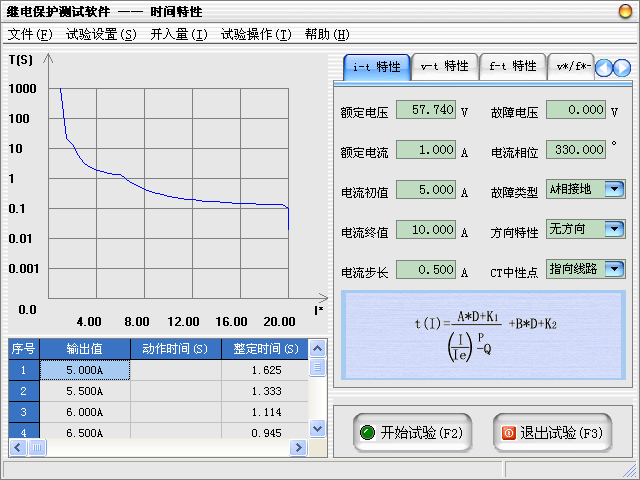 继电保护测试软件 —— 时间特性
文件(F) 试验设置(S) 开入量(I) 试验操作(T) 帮助(H)
T(S)
1000
100
10
1
0.1
0.01
0.001
0.0
4.00 8.00 12.00 16.00 20.00
I*
i-t 特性 v-t 特性 f-t 特性 v*/f*-
额定电压 57.740 V 故障电压 0.000 V
额定电流 1.000 A 电流相位 330.000 °
电流初值 5.000 A 故障类型 A相接地
电流终值 10.000 A 方向特性 无方向
电流步长 0.500 A CT中性点 指向线路
t(I)=A*D+K1/(I/Ie)^P-Q +B*D+K2
序号 输出值 动作时间(S) 整定时间(S)
1 5.000A 1.625
2 5.500A 1.333
3 6.000A 1.114
4 6.500A 0.945
开始试验(F2) 退出试验(F3)